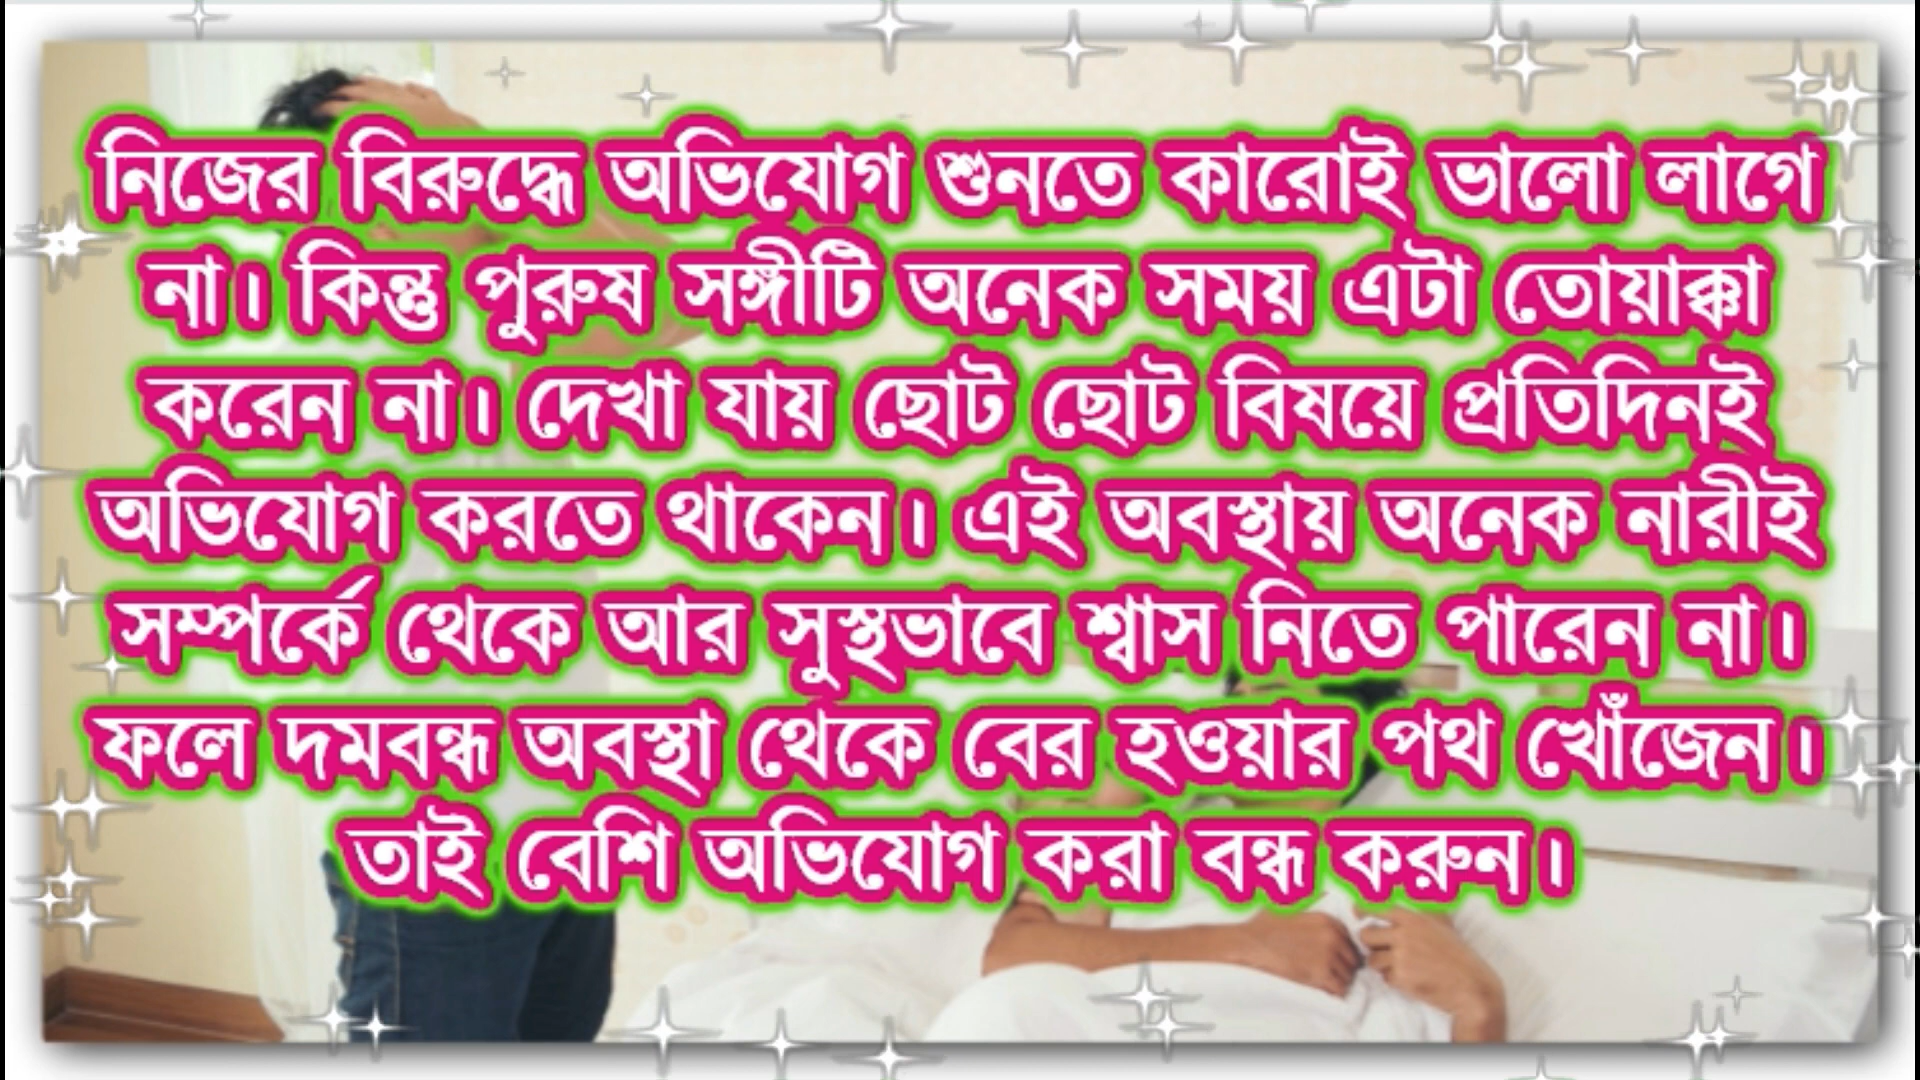 নিজের বিরুদ্ধে অভিযোগ শুনতে কারোই ভালো লাগে
না। কিন্তু পুরুষ সঙ্গীটি অনেক সময় এটা তোয়াক্কা
করেন না। দেখা যায় ছোট ছোট বিষয়ে প্রতিদিনই
অভিযোগ করতে থাকেন। এই অবস্থায় অনেক নারীই
সম্পর্কে থেকে আর সুস্থভাবে শ্বাস নিতে পারেন না।
ফলে দমবন্ধ অবস্থা থেকে বের হওয়ার পথ খোঁজেন।
তাই বেশি অভিযোগ করা বন্ধ করুন।